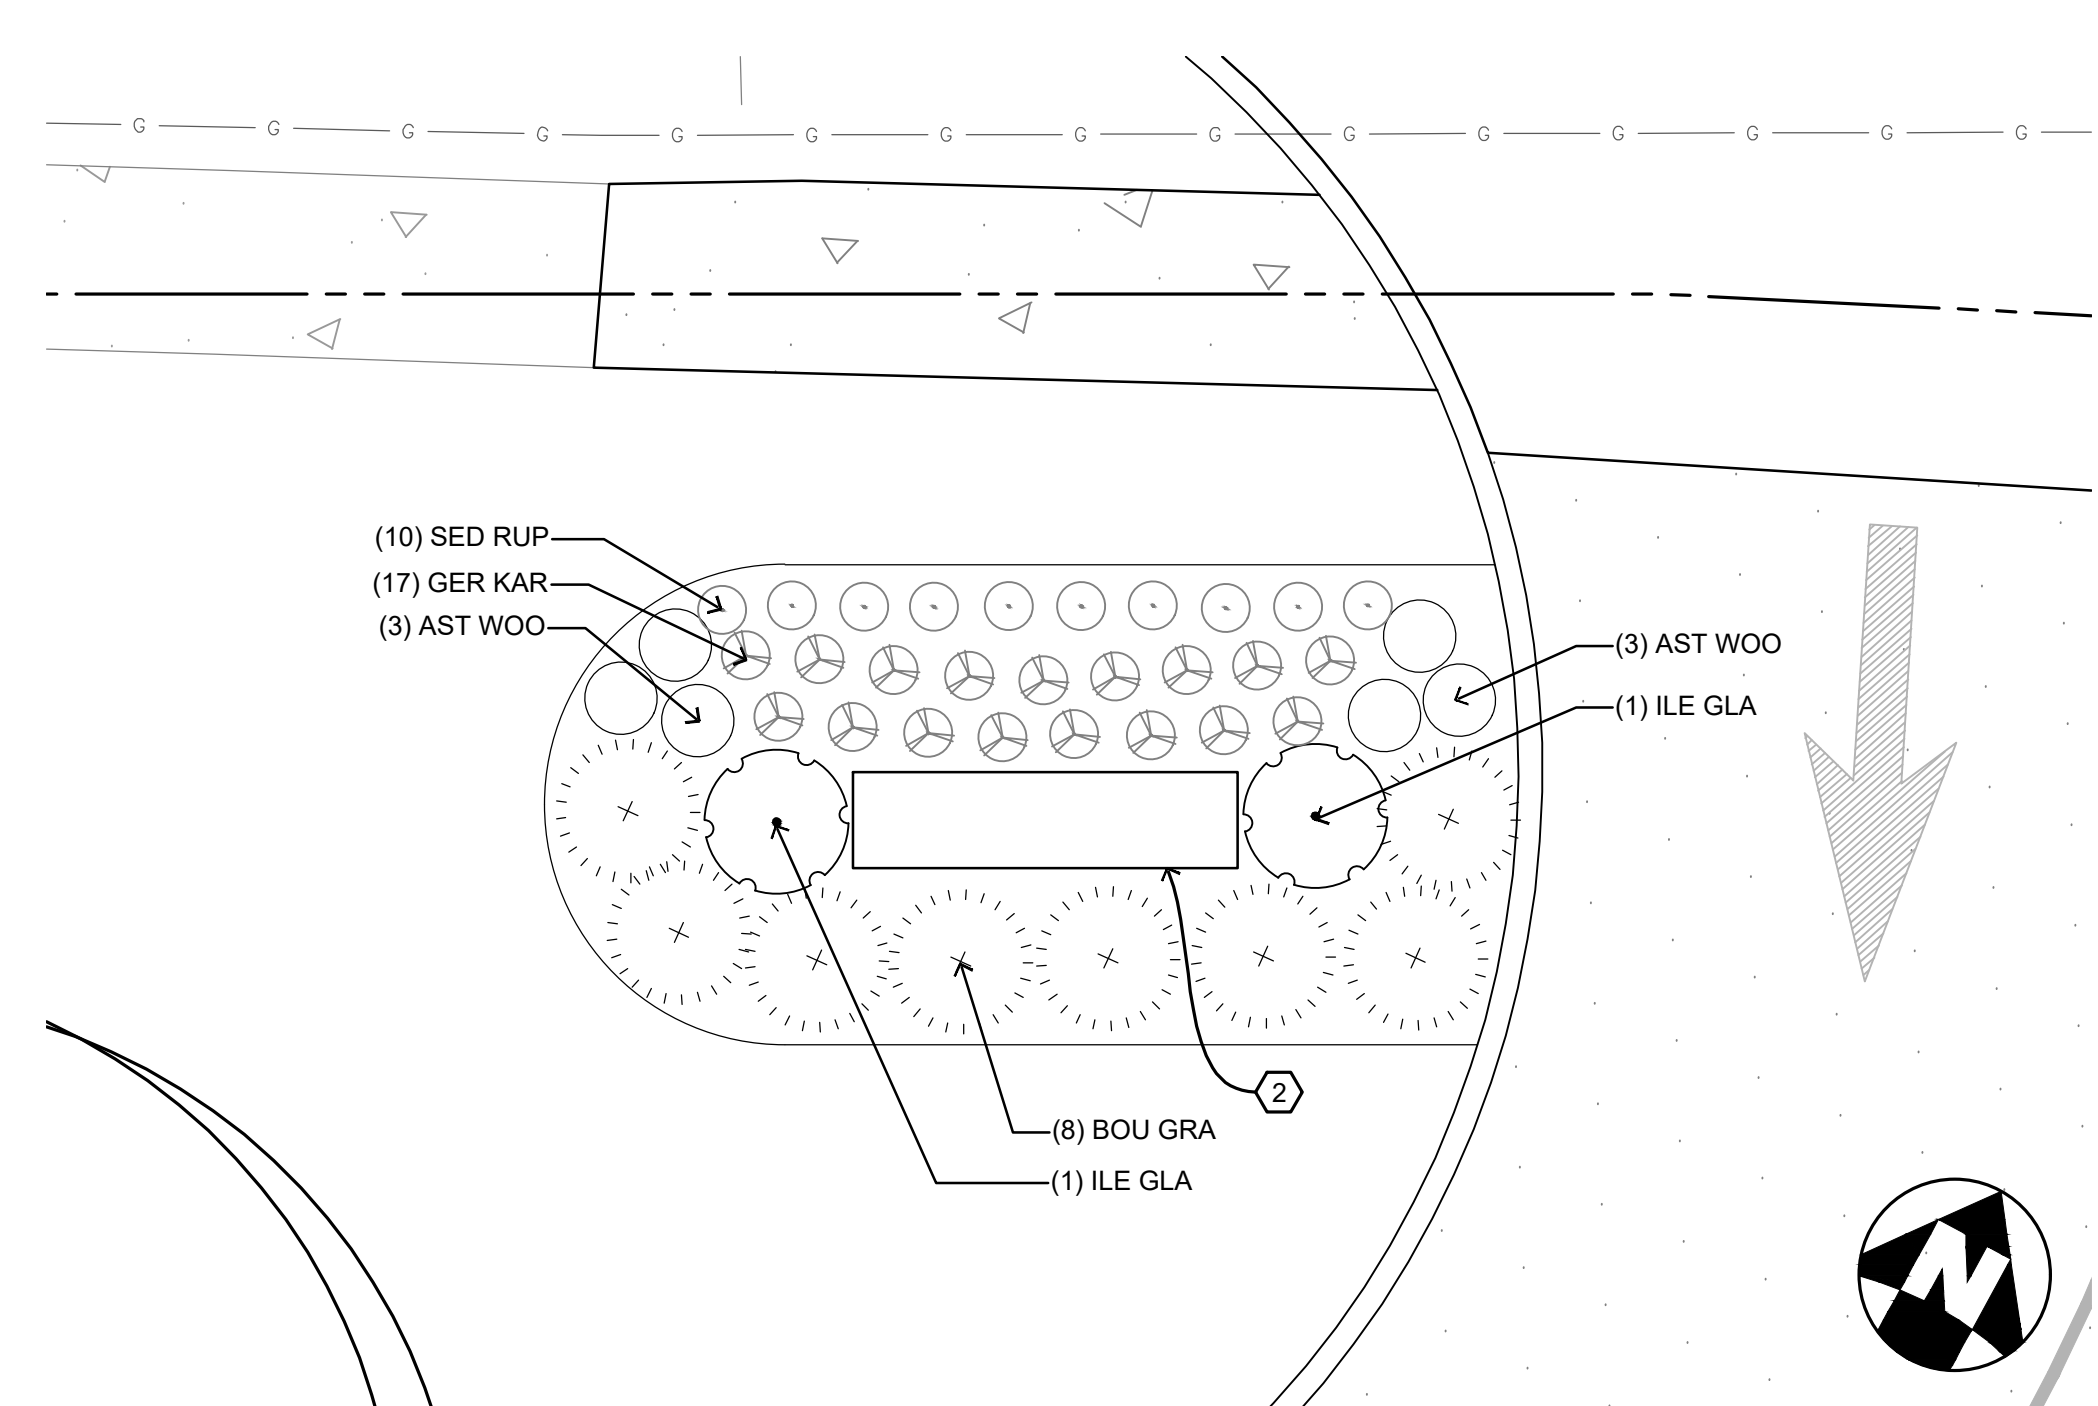 G G G G G G G G G G G G G G G
(10) SED RUP
(17) GER KAR
(3) AST WOO
(3) AST WOO
(1) ILE GLA
2
(8) BOU GRA
(1) ILE GLA
N